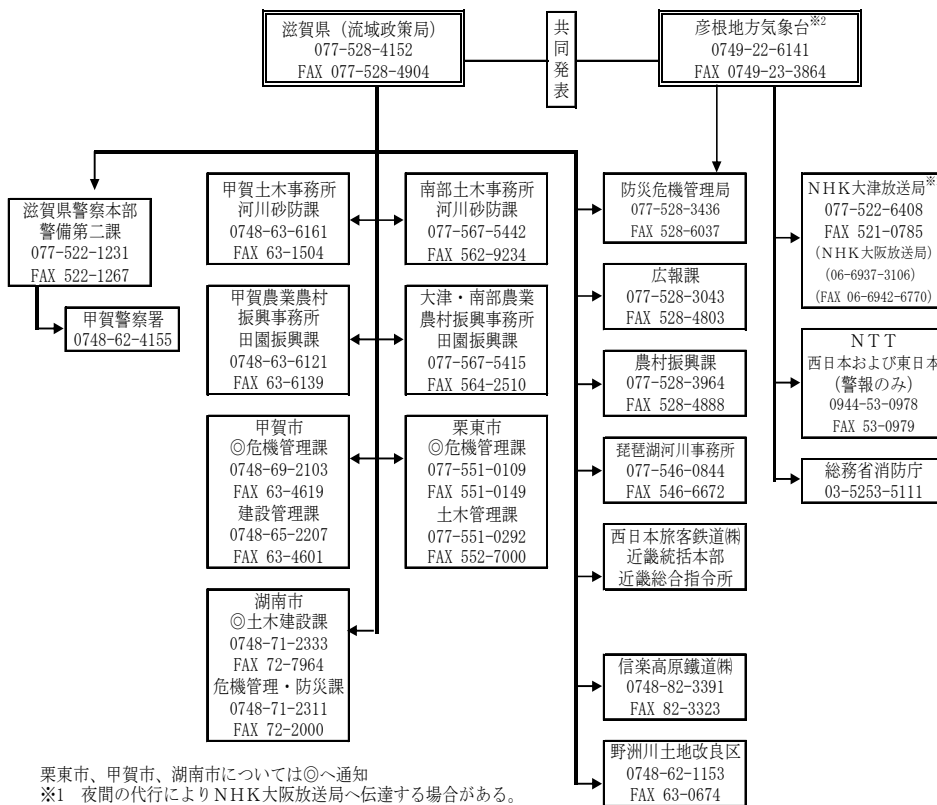 滋賀県（流域政策局）
077-528-4152
FAX 077-528-4904
共同発表
彦根地方気象台※2
0749-22-6141
FAX 0749-23-3864
滋賀県警察本部
警備第二課
077-522-1231
FAX 522-1267
甲賀警察署
0748-62-4155
甲賀土木事務所
河川砂防課
0748-63-6161
FAX 63-1504
南部土木事務所
河川砂防課
077-567-5442
FAX 562-9234
甲賀農業農村
振興事務所
田園振興課
0748-63-6121
FAX 63-6139
大津・南部農業
農村振興事務所
田園振興課
077-567-5415
FAX 564-2510
甲賀市
◎危機管理課
0748-69-2103
FAX 63-4619
建設管理課
0748-65-2207
FAX 63-4601
栗東市
◎危機管理課
077-551-0109
FAX 551-0149
土木管理課
077-551-0292
FAX 552-7000
湖南市
◎土木建設課
0748-71-2333
FAX 72-7964
危機管理・防災課
0748-71-2311
FAX 72-2000
防災危機管理局
077-528-3436
FAX 528-6037
広報課
077-528-3043
FAX 528-4803
農村振興課
077-528-3964
FAX 528-4888
琵琶湖河川事務所
077-546-0844
FAX 546-6672
西日本旅客鉄道㈱
近畿統括本部
近畿総合指令所
信楽高原鐵道㈱
0748-82-3391
FAX 82-3323
野洲川土地改良区
0748-62-1153
FAX 63-0674
NHK大津放送局※
077-522-6408
FAX 521-0785
(NHK大阪放送局)
(06-6937-3106)
(FAX 06-6942-6770)
NTT
西日本および東日本
(警報のみ)
0944-53-0978
FAX 53-0979
総務省消防庁
03-5253-5111
栗東市、甲賀市、湖南市については◎へ通知
※1　夜間の代行によりNHK大阪放送局へ伝達する場合がある。